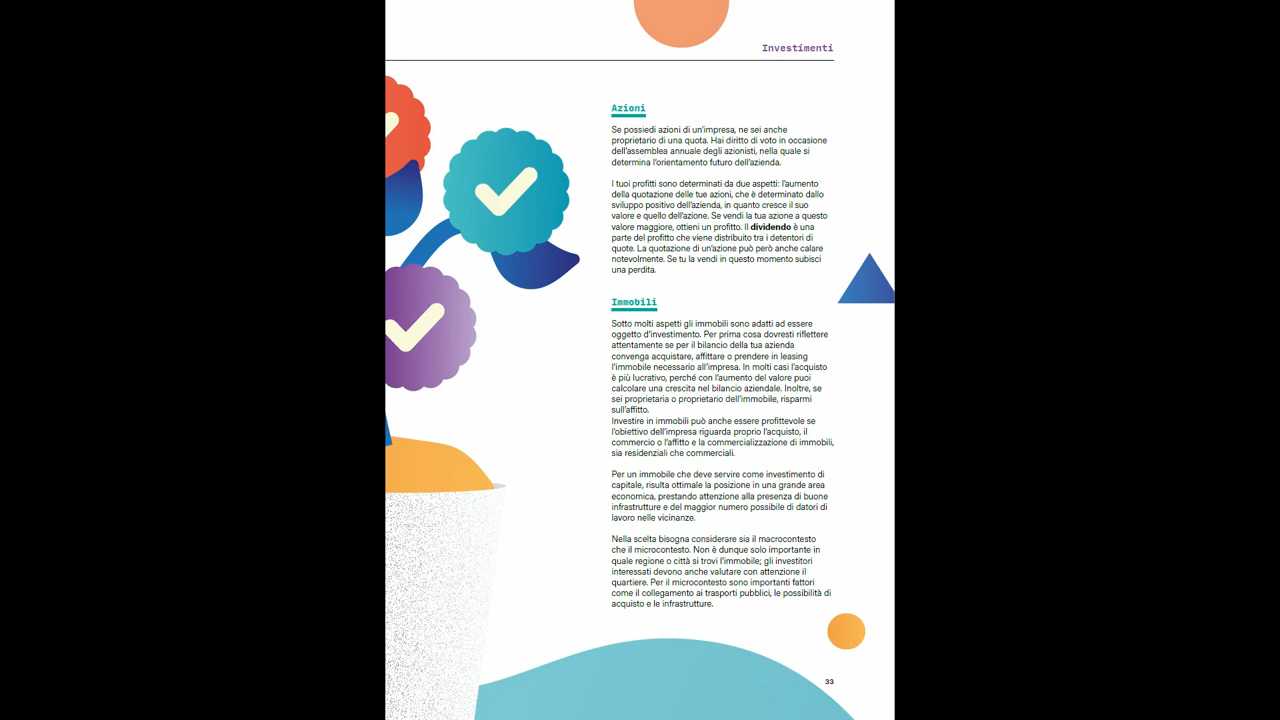 Investimenti
Azioni
Se possiedi azioni di un'impresa, ne sei anche
proprietario di una quota. Hai diritto di voto in occasione
dell'assemblea annuale degli azionisti, nella quale si
determina l'orientamento futuro dell'azienda.
I tuoi profitti sono determinati da due aspetti: l'aumento
della quotazione delle tue azioni, che è determinato dallo
sviluppo positivo dell'azienda, in quanto cresce il suo
valore e quello dell'azione. Se vendi la tua azione a questo
valore maggiore, ottieni un profitto. Il dividendo è una
parte del profitto che viene distribuito tra i detentori di
quote. La quotazione di un'azione può però anche calare
notevolmente. Se tu la vendi in questo momento subisci
una perdita.
Immobili
Sotto molti aspetti gli immobili sono adatti ad essere
oggetto d'investimento. Per prima cosa dovresti riflettere
attentamente se per il bilancio della tua azienda
convenga acquistare, affittare o prendere in leasing
l'immobile necessario all'impresa. In molti casi l'acquisto
è più lucrativo, perché con l'aumento del valore puoi
calcolare una crescita nel bilancio aziendale. Inoltre, se
sei proprietaria o proprietario dell'immobile, risparmi
sull'affitto.
Investire in immobili può anche essere profittevole se
l'obiettivo dell'impresa riguarda proprio l'acquisto, il
commercio o l'affitto e la commercializzazione di immobili,
sia residenziali che commerciali.
Per un immobile che deve servire come investimento di
capitale, risulta ottimale la posizione in una grande area
economica, prestando attenzione alla presenza di buone
infrastrutture e del maggior numero possibile di datori di
lavoro nelle vicinanze.
Nella scelta bisogna considerare sia il macrocontesto
che il microcontesto. Non è dunque solo importante in
quale regione o città si trovi l'immobile; gli investitori
interessati devono anche valutare con attenzione il
quartiere. Per il microcontesto sono importanti fattori
come il collegamento ai trasporti pubblici, le possibilità di
acquisto e le infrastrutture.
33